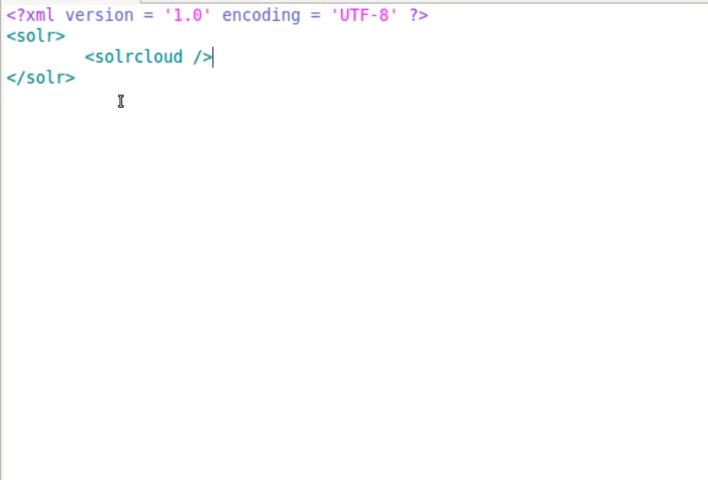 <?xml version = '1.0' encoding = 'UTF-8' ?>
<solr>
        <solrcloud />
</solr>